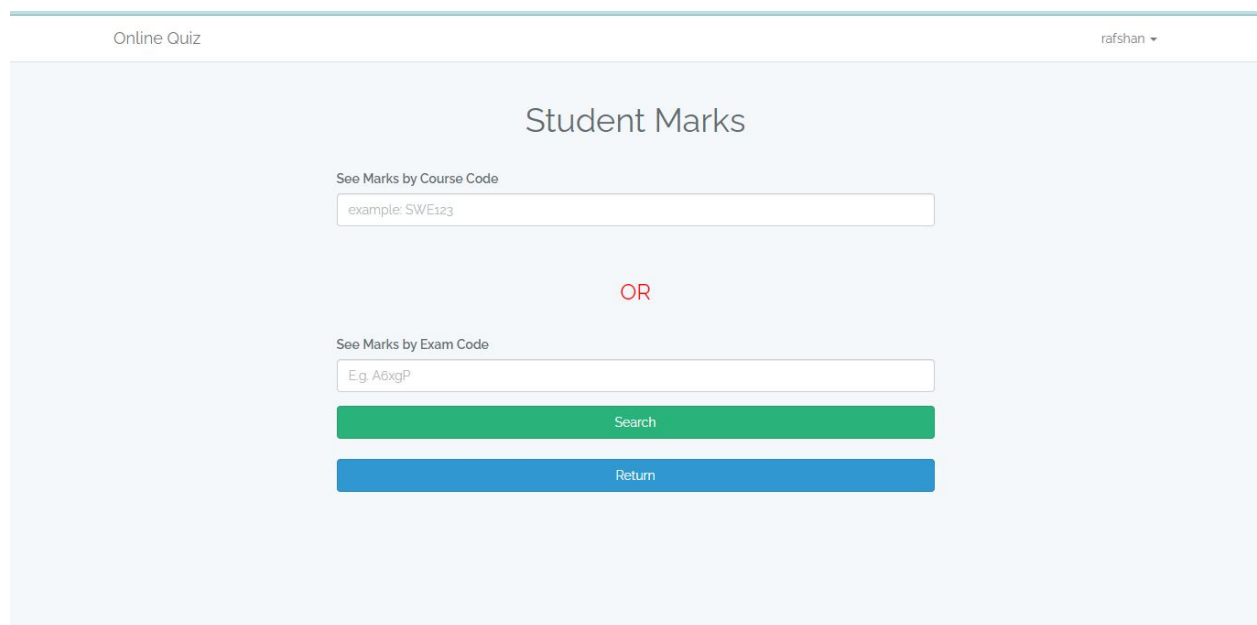 Online Quiz
rafshan
Student Marks
See Marks by Course Code
example: SWE123
OR
See Marks by Exam Code
E.g. A6xgP
Search
Return